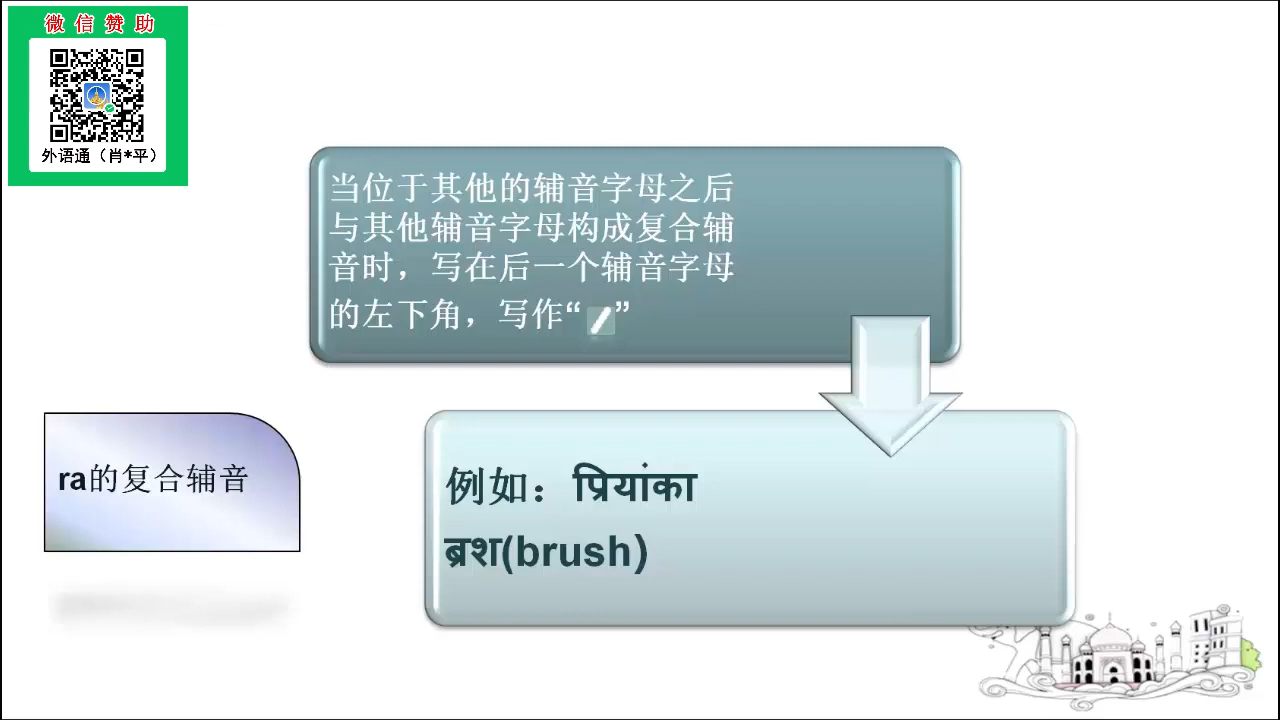 微信赞助
外语通（肖*平）
当位于其他的辅音字母之后
与其他辅音字母构成复合辅
音时，写在后一个辅音字母
的左下角，写作“ ”
ra的复合辅音
例如：प्रियांका
ब्रश(brush)